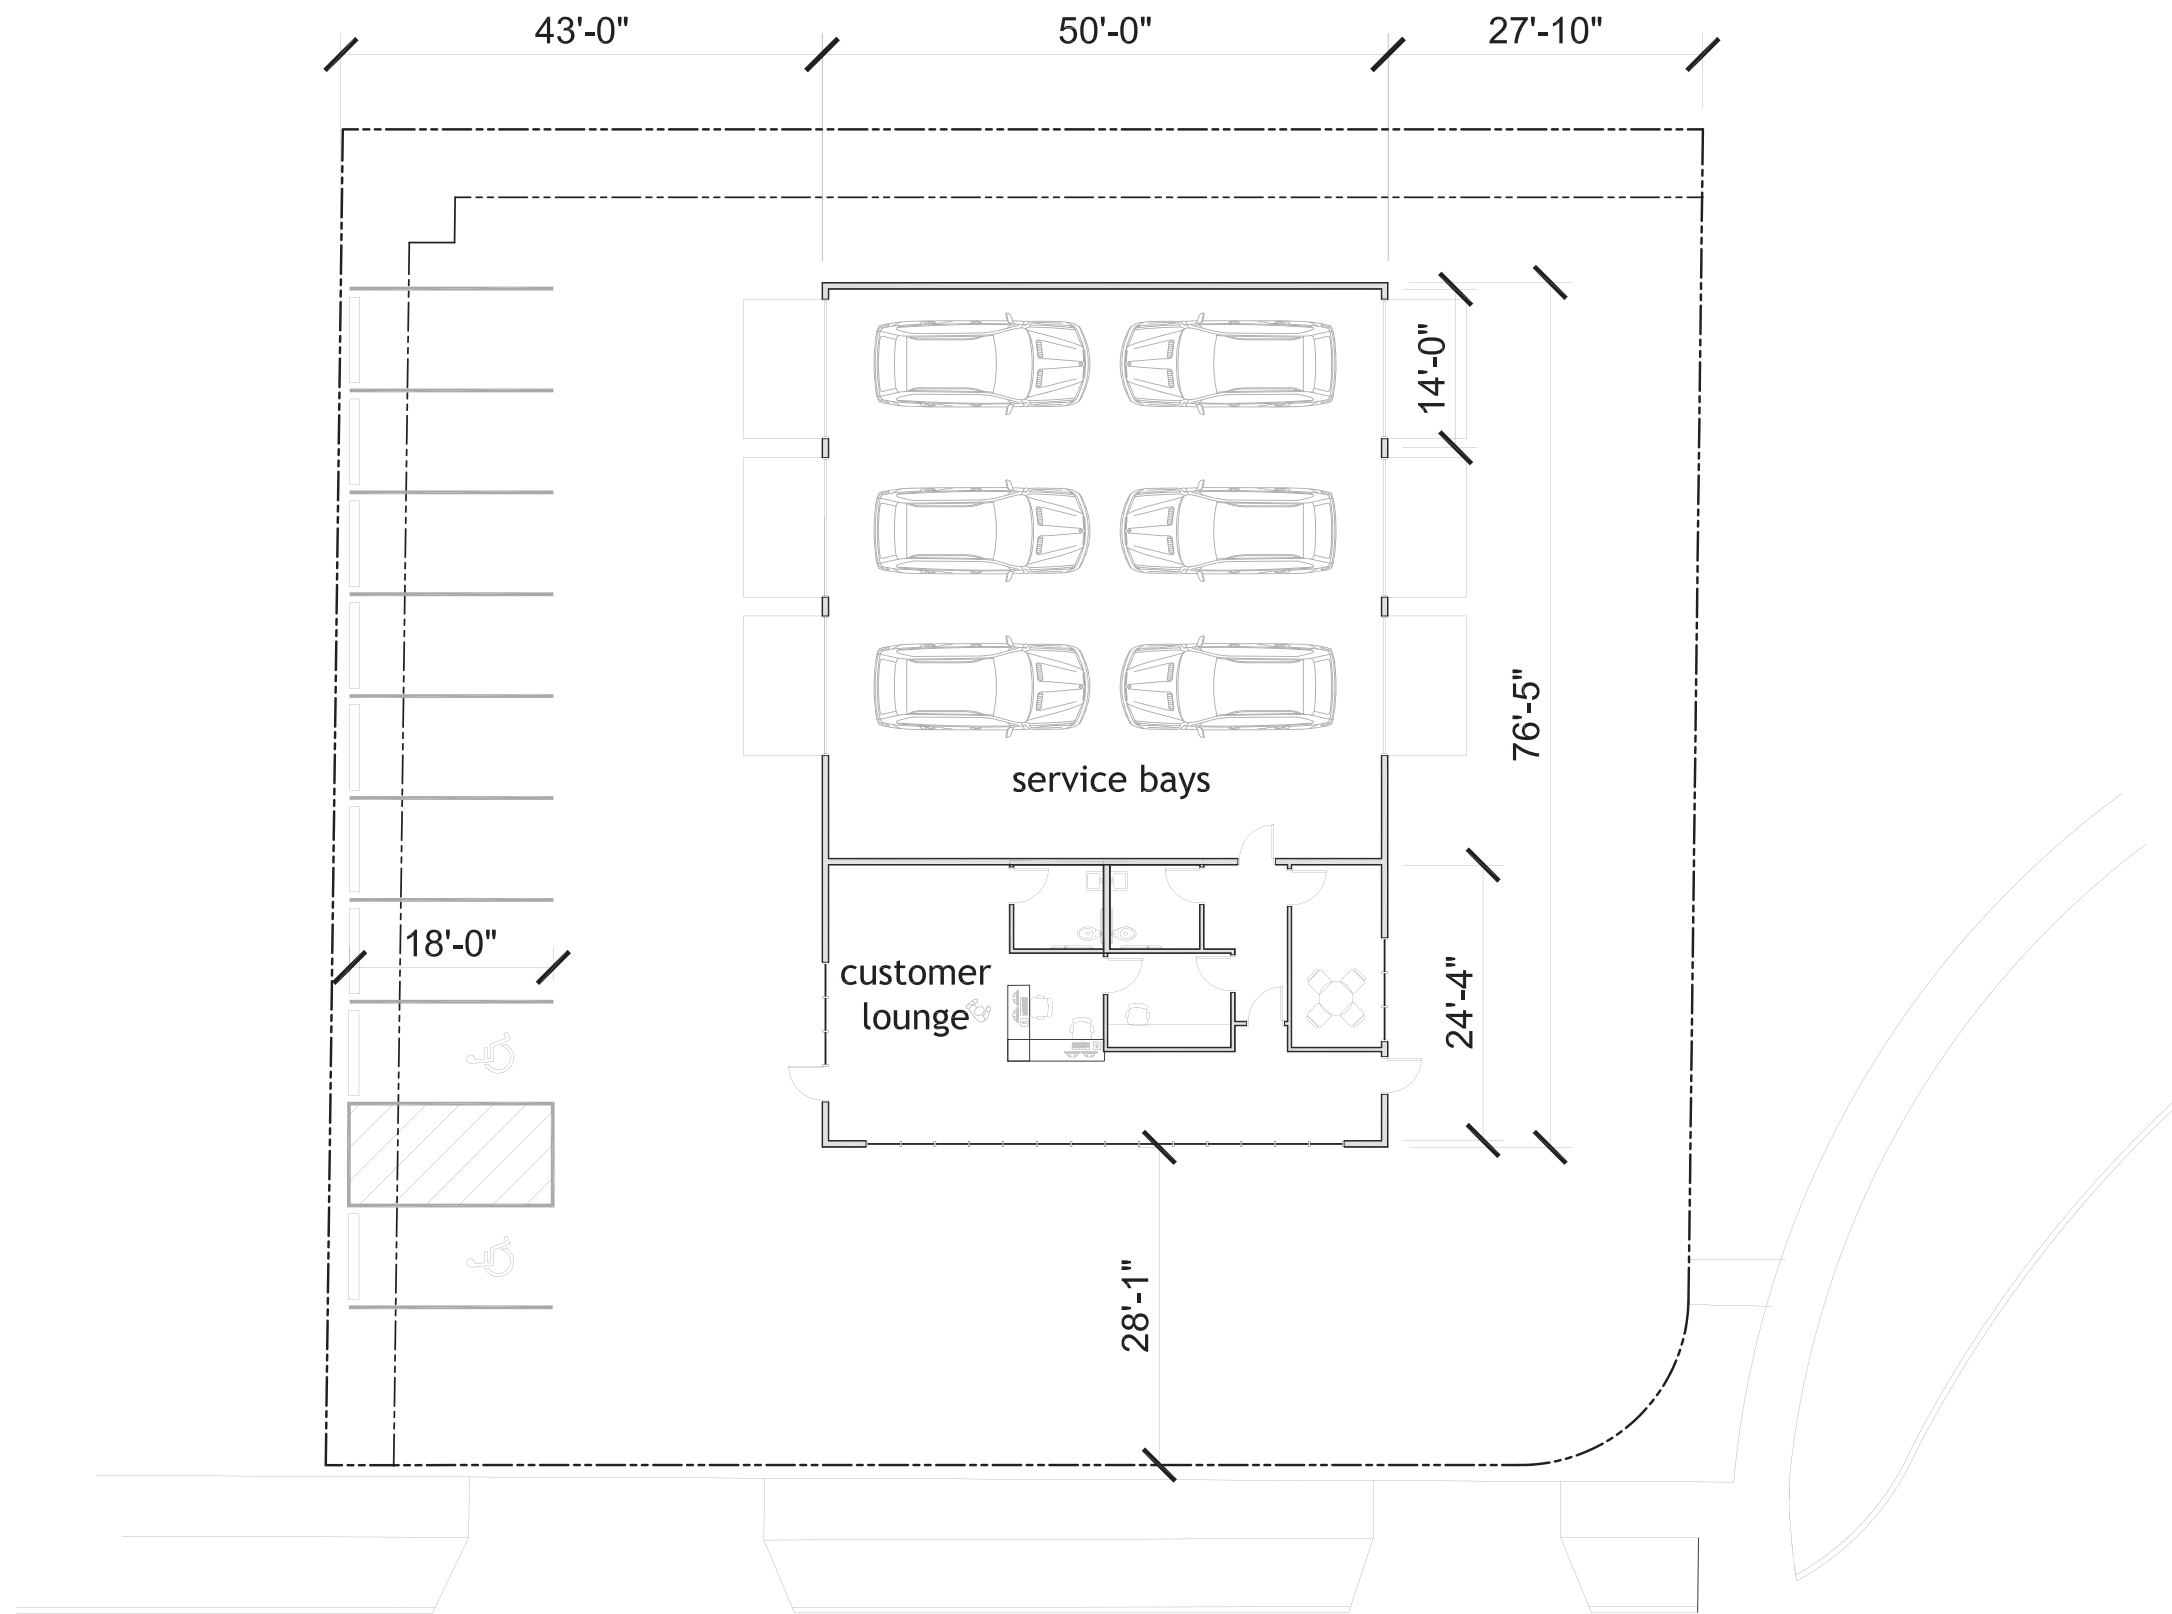 43'-0"
50'-0"
27'-10"
14'-0"
76'-5"
service bays
18'-0"
customer
lounge
24'-4"
28'-1"